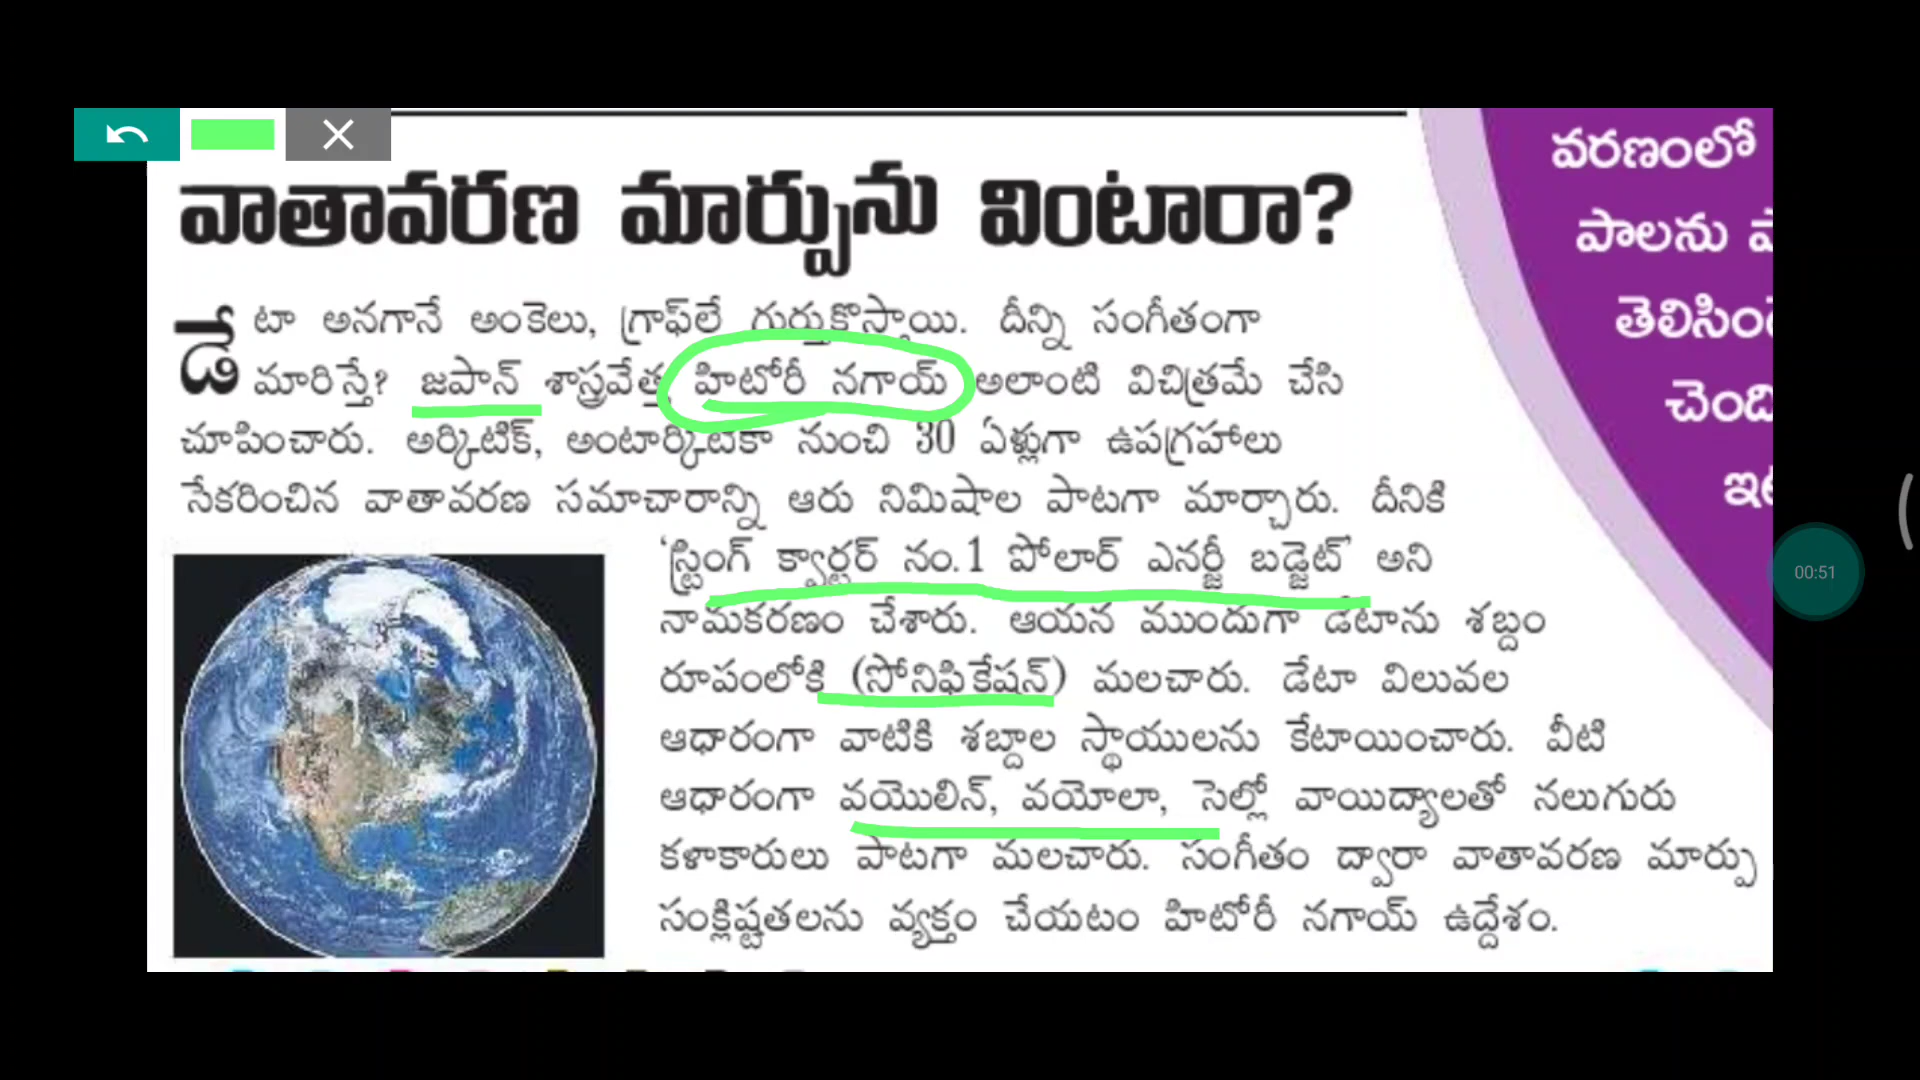 వాతావరణ మార్పును వింటారా?
డేటా అనగానే అంకెలు, గ్రాఫ్‌లే గుర్తుకొస్తాయి. దీన్ని సంగీతంగా
మారిస్తే? జపాన్ శాస్త్రవేత్త హిటోరీ నగాయ్ అలాంటి విచిత్రమే చేసి
చూపించారు. అర్కిటిక్, అంటార్కిటికా నుంచి 30 ఏళ్లుగా ఉపగ్రహాలు
సేకరించిన వాతావరణ సమాచారాన్ని ఆరు నిమిషాల పాటగా మార్చారు. దీనికి
‘స్ట్రింగ్ క్వార్టర్ నం.1 పోలార్ ఎనర్జీ బడ్జెట్’ అని
నామకరణం చేశారు. ఆయన ముందుగా డేటాను శబ్దం
రూపంలోకి (సోనిఫికేషన్) మలచారు. డేటా విలువల
ఆధారంగా వాటికి శబ్దాల స్థాయులను కేటాయించారు. వీటి
ఆధారంగా వయొలిన్, వయోలా, సెల్లో వాయిద్యాలతో నలుగురు
కళాకారులు పాటగా మలచారు. సంగీతం ద్వారా వాతావరణ మార్పు
సంక్లిష్టతలను వ్యక్తం చేయటం హిటోరీ నగాయ్ ఉద్దేశం.
వరణంలో
పాలను
00:51